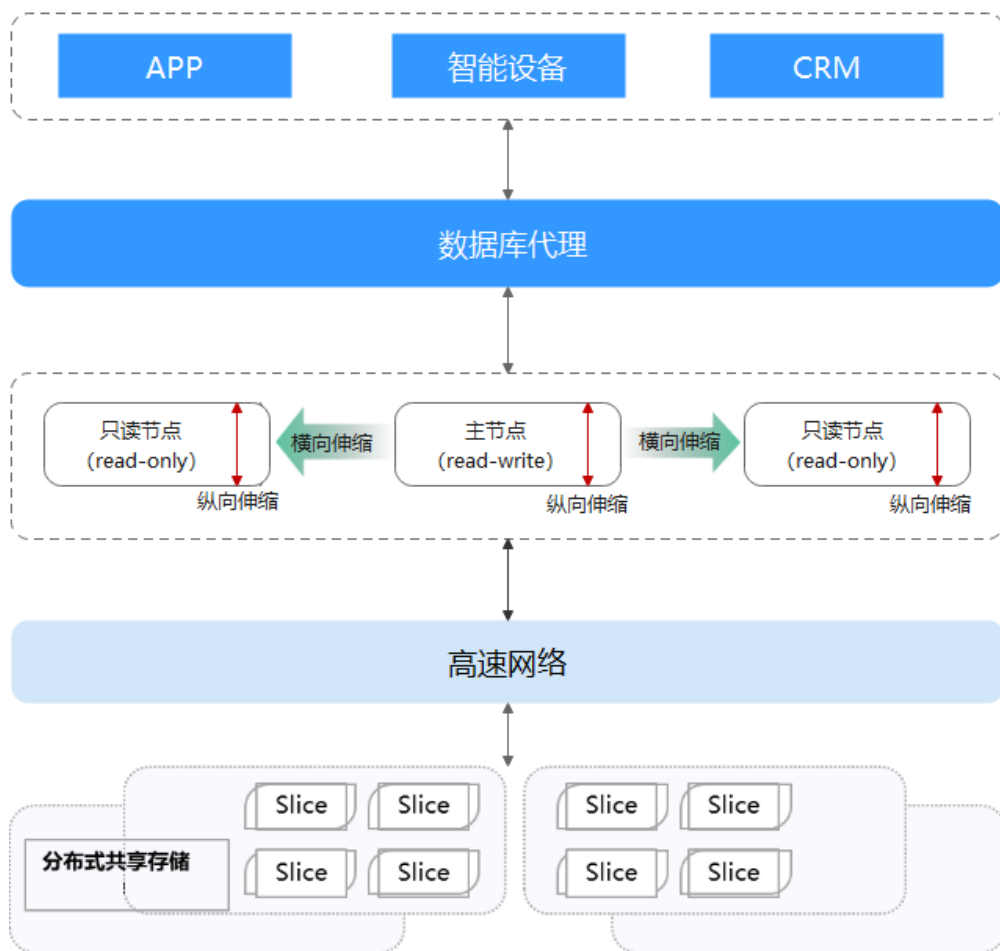 APP
智能设备
CRM
数据库代理
只读节点
（read-only）
纵向伸缩
横向伸缩
主节点
（read-write）
纵向伸缩
横向伸缩
只读节点
（read-only）
纵向伸缩
高速网络
分布式共享存储
Slice
Slice
Slice
Slice
Slice
Slice
Slice
Slice